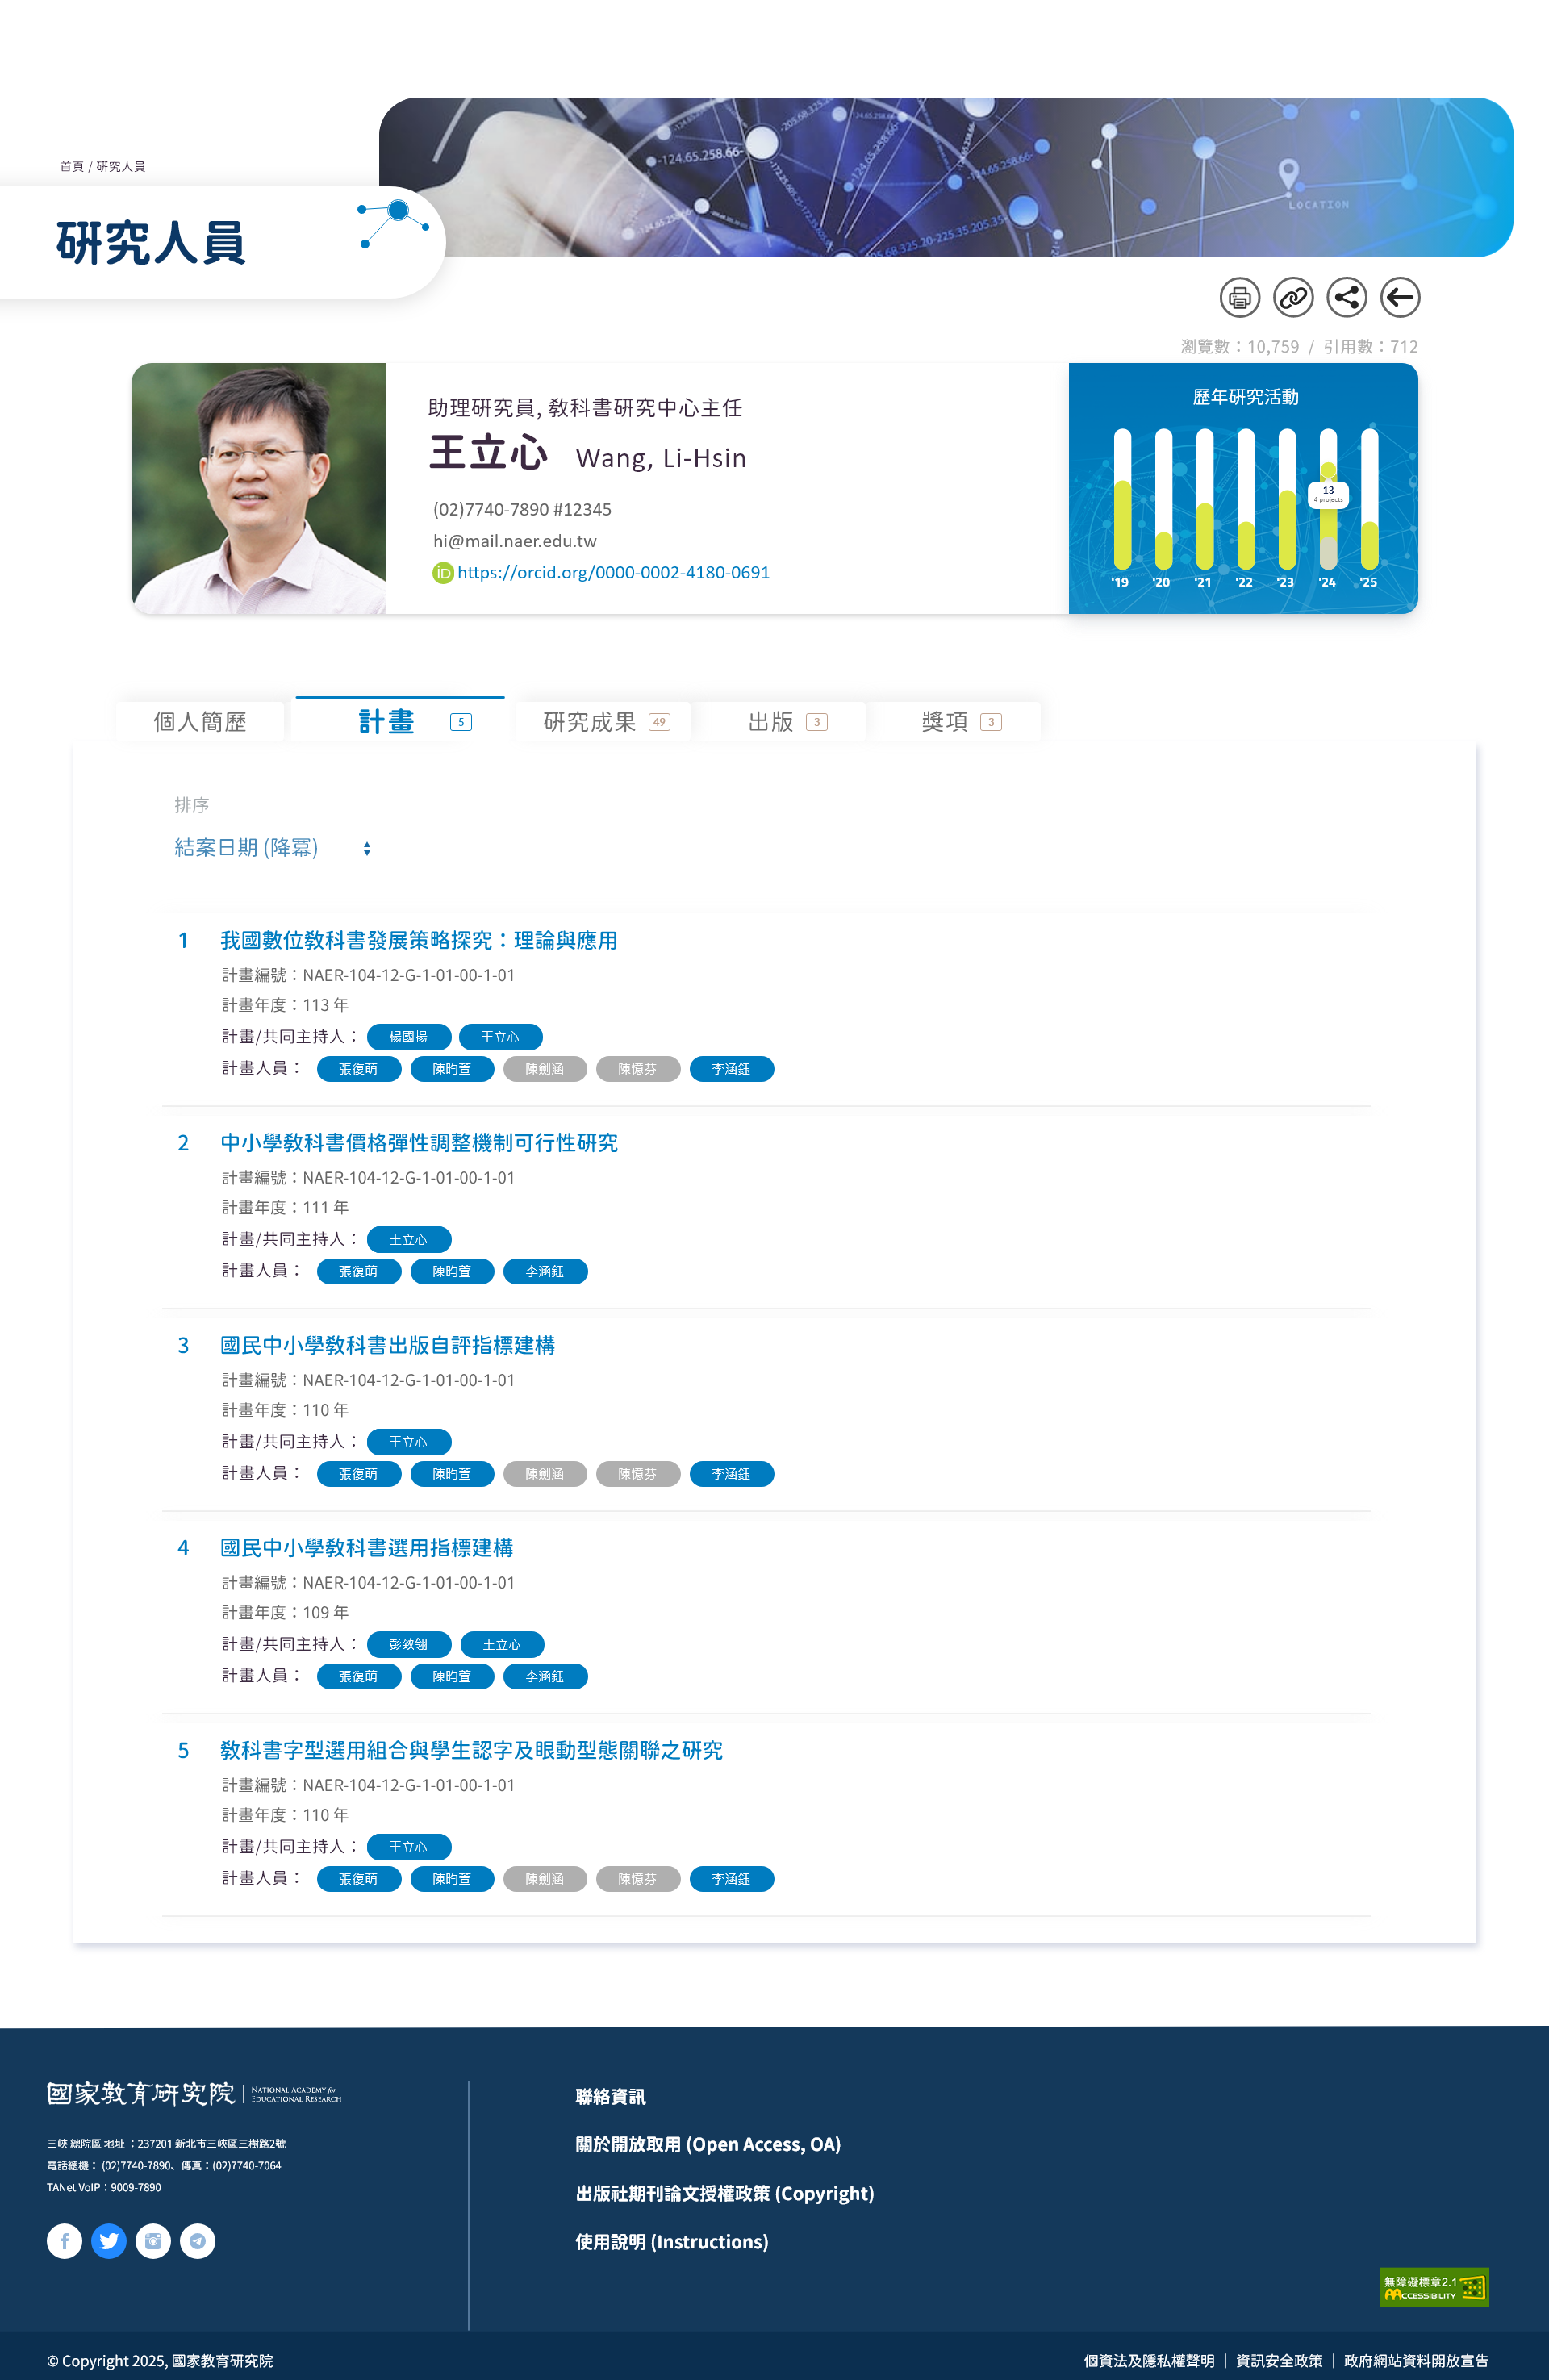 首頁 / 研究人員
研究人員
-124.65.258.66-
LOCATION
瀏覽數：10,759 / 引用數：712
助理研究員, 教科書研究中心主任
王立心 Wang, Li-Hsin
(02)7740-7890 #12345
hi@mail.naer.edu.tw
iD https://orcid.org/0000-0002-4180-0691
歷年研究活動
13
4 projects
'19 '20 '21 '22 '23 '24 '25
個人簡歷 計畫 5 研究成果 49 出版 3 獎項 3
排序
結案日期 (降冪)
1 我國數位教科書發展策略探究：理論與應用
計畫編號：NAER-104-12-G-1-01-00-1-01
計畫年度：113 年
計畫/共同主持人： 楊國揚 王立心
計畫人員： 張復萌 陳昀萱 陳劍涵 陳憶芬 李涵鈺
2 中小學教科書價格彈性調整機制可行性研究
計畫編號：NAER-104-12-G-1-01-00-1-01
計畫年度：111 年
計畫/共同主持人： 王立心
計畫人員： 張復萌 陳昀萱 李涵鈺
3 國民中小學教科書出版自評指標建構
計畫編號：NAER-104-12-G-1-01-00-1-01
計畫年度：110 年
計畫/共同主持人： 王立心
計畫人員： 張復萌 陳昀萱 陳劍涵 陳憶芬 李涵鈺
4 國民中小學教科書選用指標建構
計畫編號：NAER-104-12-G-1-01-00-1-01
計畫年度：109 年
計畫/共同主持人： 彭致翎 王立心
計畫人員： 張復萌 陳昀萱 李涵鈺
5 教科書字型選用組合與學生認字及眼動型態關聯之研究
計畫編號：NAER-104-12-G-1-01-00-1-01
計畫年度：110 年
計畫/共同主持人： 王立心
計畫人員： 張復萌 陳昀萱 陳劍涵 陳憶芬 李涵鈺
國家教育研究院 NATIONAL ACADEMY for
EDUCATIONAL RESEARCH
三峽 總院區 地址 ：237201 新北市三峽區三樹路2號
電話總機： (02)7740-7890、傳真：(02)7740-7064
TANet VoIP：9009-7890
聯絡資訊
關於開放取用 (Open Access, OA)
出版社期刊論文授權政策 (Copyright)
使用說明 (Instructions)
無障礙標章2.1
AACCESSIBILITY
© Copyright 2025, 國家教育研究院
個資法及隱私權聲明 | 資訊安全政策 | 政府網站資料開放宣告